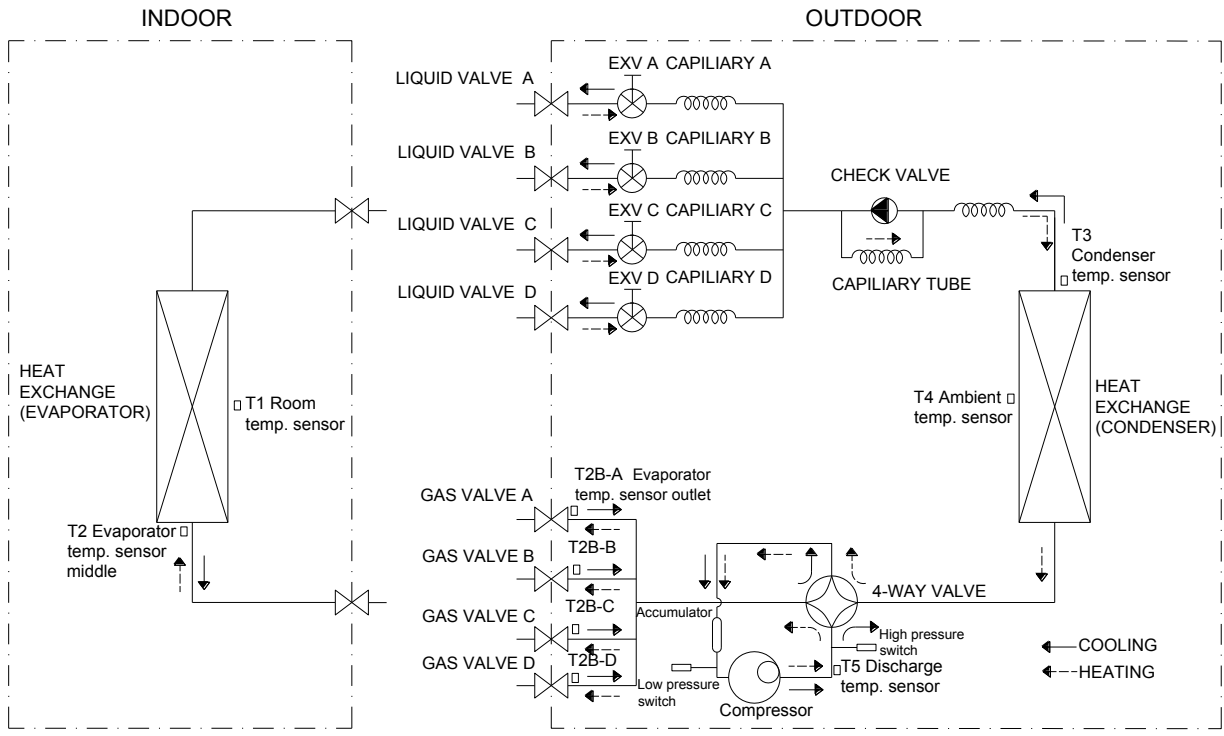 INDOOR
OUTDOOR
LIQUID VALVE A
EXV A CAPILIARY A
LIQUID VALVE B
EXV B CAPILIARY B
LIQUID VALVE C
EXV C CAPILIARY C
LIQUID VALVE D
EXV D CAPILIARY D
CHECK VALVE
CAPILIARY TUBE
T3
Condenser
temp. sensor
HEAT
EXCHANGE
(EVAPORATOR)
T1 Room
temp. sensor
T4 Ambient
temp. sensor
HEAT
EXCHANGE
(CONDENSER)
T2 Evaporator
temp. sensor
middle
GAS VALVE A
T2B-A Evaporator
temp. sensor outlet
GAS VALVE B
T2B-B
GAS VALVE C
T2B-C
GAS VALVE D
T2B-D
Accumulator
4-WAY VALVE
High pressure
switch
Low pressure
switch
T5 Discharge
temp. sensor
Compressor
COOLING
HEATING